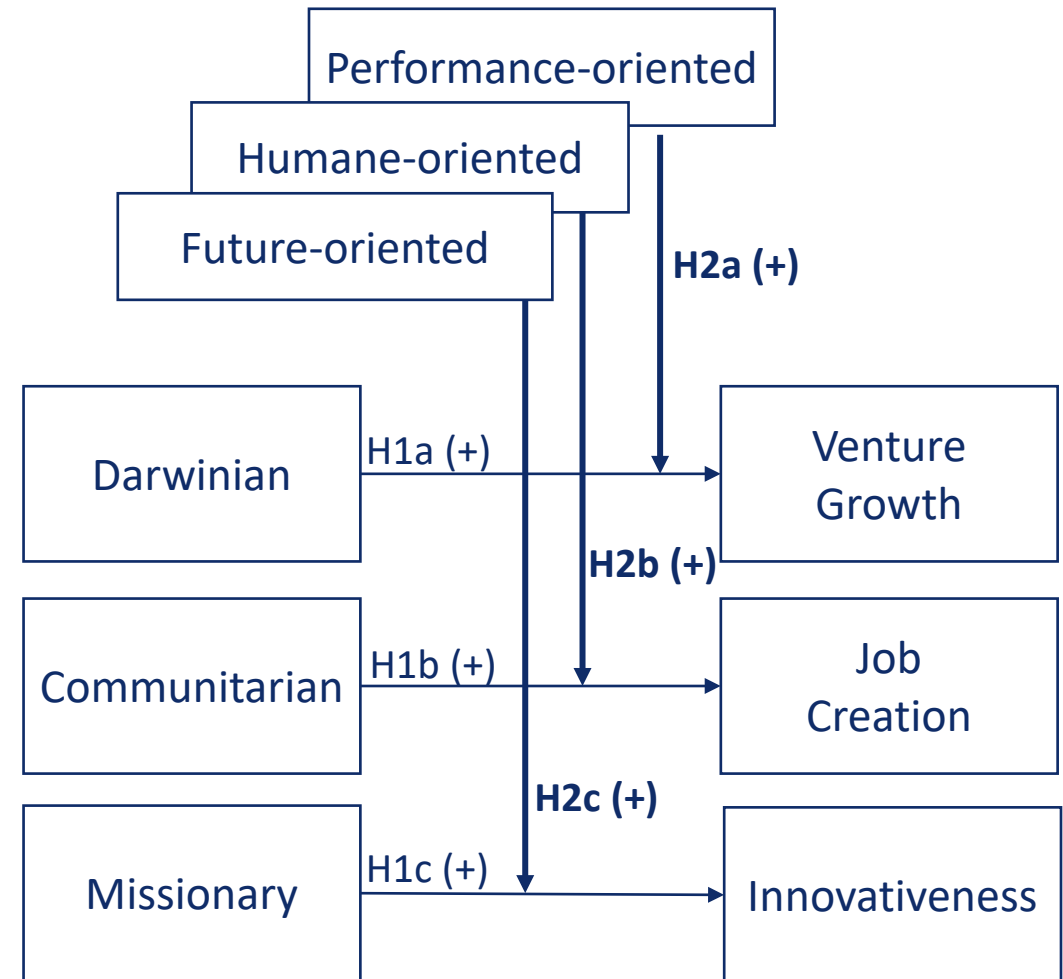 Performance-oriented
Humane-oriented
Future-oriented
H2a (+)
Darwinian
H1a (+)
Venture
Growth
H2b (+)
Communitarian
H1b (+)
Job
Creation
H2c (+)
Missionary
H1c (+)
Innovativeness